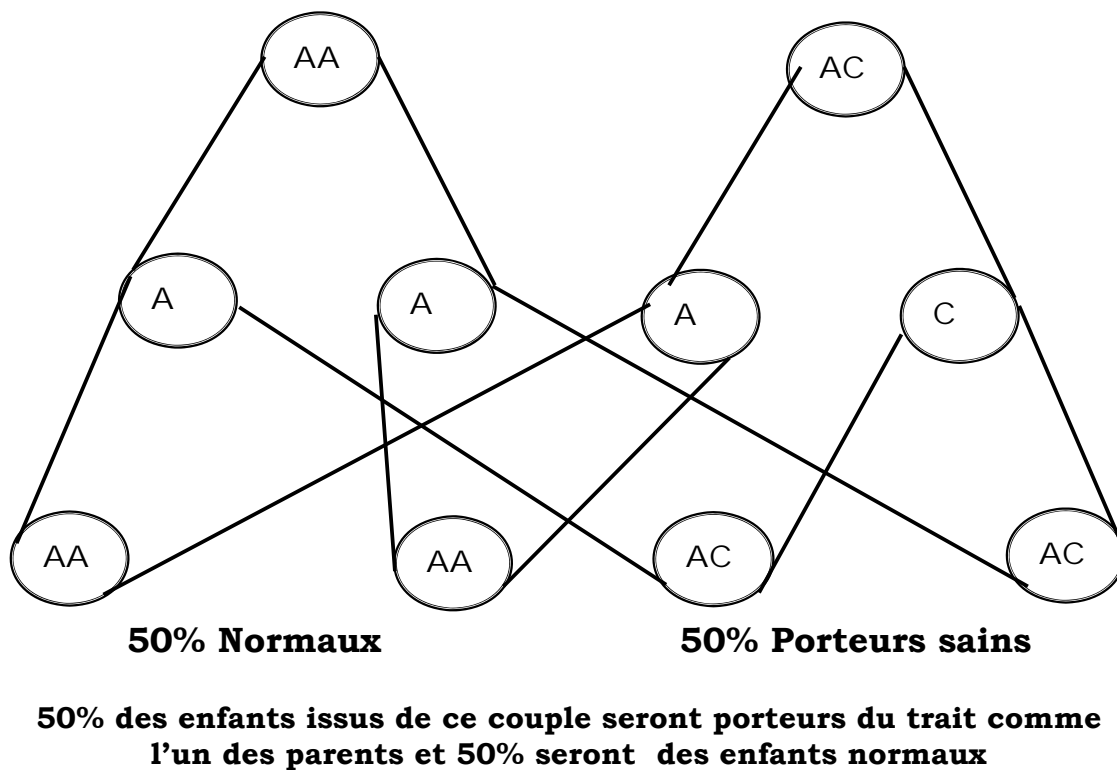 AA AC
A A A C
AA AA AC AC
50% Normaux 50% Porteurs sains
50% des enfants issus de ce couple seront porteurs du trait comme
l’un des parents et 50% seront des enfants normaux